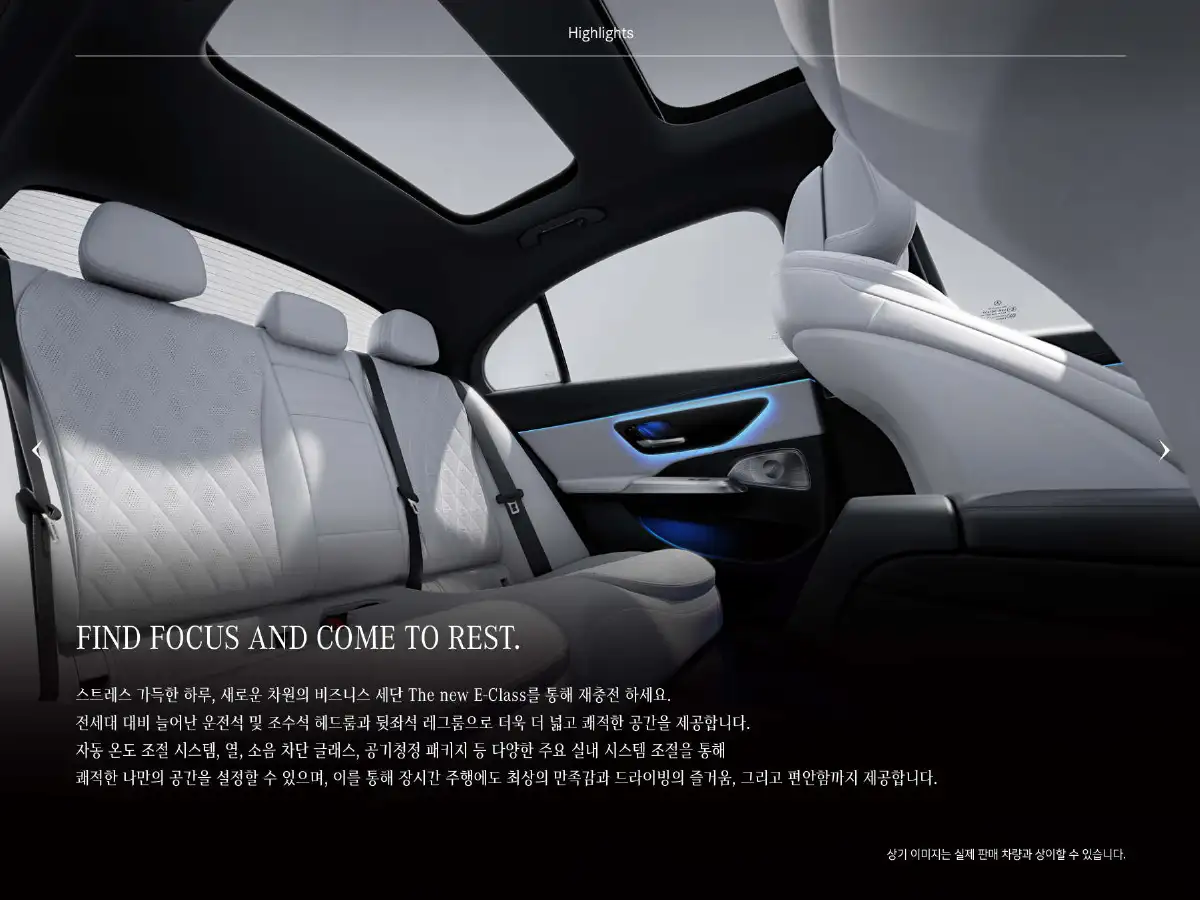 Highlights
FIND FOCUS AND COME TO REST.
스트레스 가득한 하루, 새로운 차원의 비즈니스 세단 The new E-Class를 통해 재충전 하세요.
전세대 대비 늘어난 운전석 및 조수석 헤드룸과 뒷좌석 레그룸으로 더욱 더 넓고 쾌적한 공간을 제공합니다.
자동 온도 조절 시스템, 열, 소음 차단 글래스, 공기청정 패키지 등 다양한 주요 실내 시스템 조절을 통해
쾌적한 나만의 공간을 설정할 수 있으며, 이를 통해 장시간 주행에도 최상의 만족감과 드라이빙의 즐거움, 그리고 편안함까지 제공합니다.
상기 이미지는 실제 판매 차량과 상이할 수 있습니다.